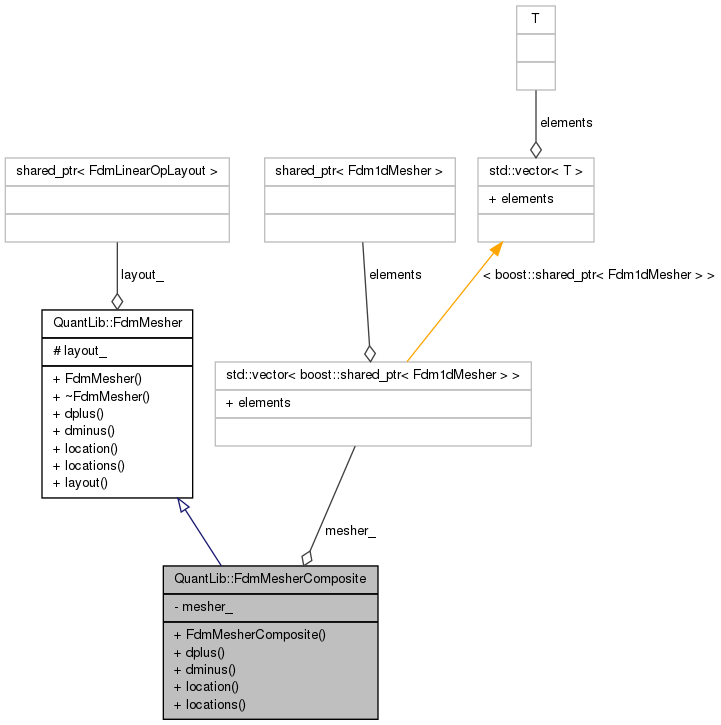 T
elements
shared_ptr< FdmLinearOpLayout >
shared_ptr< Fdm1dMesher >
std::vector< T >
+ elements
layout_
elements
< boost::shared_ptr< Fdm1dMesher > >
QuantLib::FdmMesher
# layout_
+ FdmMesher()
+ ~FdmMesher()
+ dplus()
+ dminus()
+ location()
+ locations()
+ layout()
std::vector< boost::shared_ptr< Fdm1dMesher > >
+ elements
mesher_
QuantLib::FdmMesherComposite
- mesher_
+ FdmMesherComposite()
+ dplus()
+ dminus()
+ location()
+ locations()